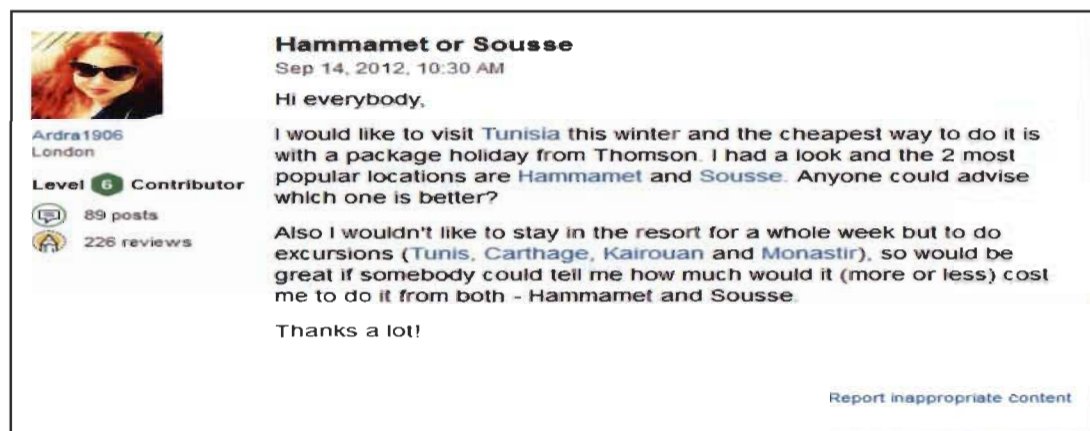 Hammamet or Sousse
Sep 14, 2012, 10:30 AM
Hi everybody,
Ardra1906
London
Level 6 Contributor
89 posts
226 reviews
I would like to visit Tunisia this winter and the cheapest way to do it is
with a package holiday from Thomson. I had a look and the 2 most
popular locations are Hammamet and Sousse. Anyone could advise
which one is better?
Also I wouldn't like to stay in the resort for a whole week but to do
excursions (Tunis, Carthage, Kairouan and Monastir), so would be
great if somebody could tell me how much would it (more or less) cost
me to do it from both - Hammamet and Sousse.
Thanks a lot!
Report inappropriate content